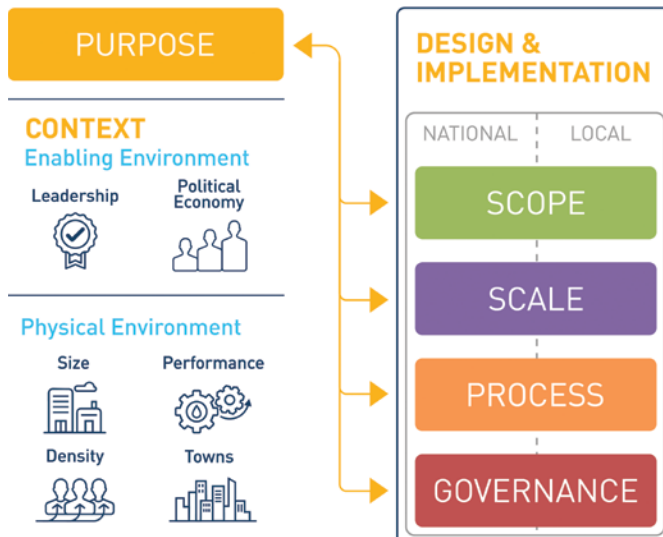 PURPOSE
CONTEXT
Enabling Environment
Leadership
Political
Economy
Physical Environment
Size
Performance
Density
Towns
DESIGN &
IMPLEMENTATION
NATIONAL
LOCAL
SCOPE
SCALE
PROCESS
GOVERNANCE